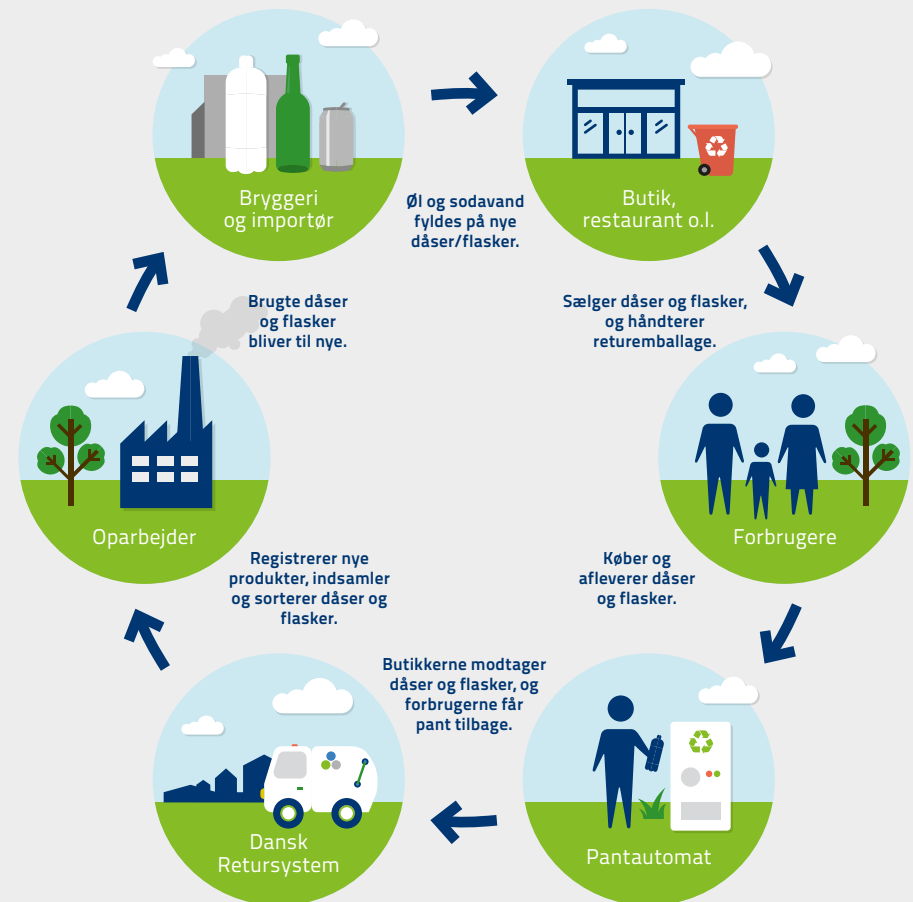 Bryggeri
og importør
Øl og sodavand
fyldes på nye
dåser/flasker.
Butik,
restaurant o.l.
Sælger dåser og flasker,
og håndterer
returemballage.
Forbrugere
Køber og
afleverer dåser
og flasker.
Pantautomat
Butikkerne modtager
dåser og flasker, og
forbrugerne får
pant tilbage.
Dansk
Retursystem
Registrerer nye
produkter, indsamler
og sorterer dåser og
flasker.
Oparbejder
Brugte dåser
og flasker
bliver til nye.